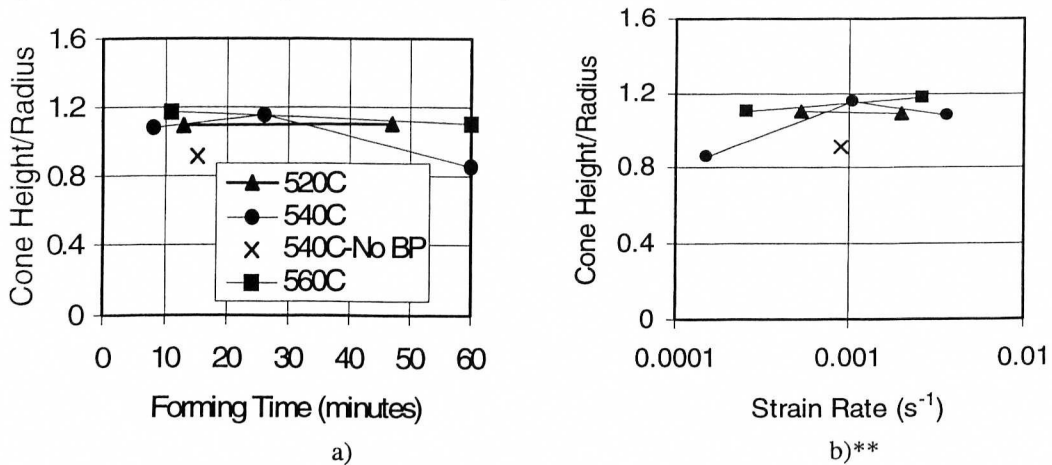 1.6
1.2
0.8
0.4
0
Cone Height/Radius
520C
540C
540C-No BP
560C
0 10 20 30 40 50 60
Forming Time (minutes)
a)
1.6
1.2
0.8
0.4
0
Cone Height/Radius
0.0001 0.001 0.01
Strain Rate (s⁻¹)
b)**